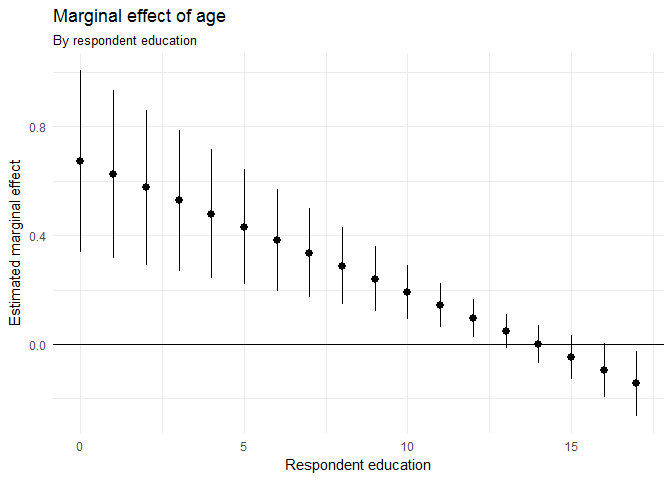 Marginal effect of age
By respondent education
Estimated marginal effect
0.8
0.4
0.0
0 5 10 15
Respondent education